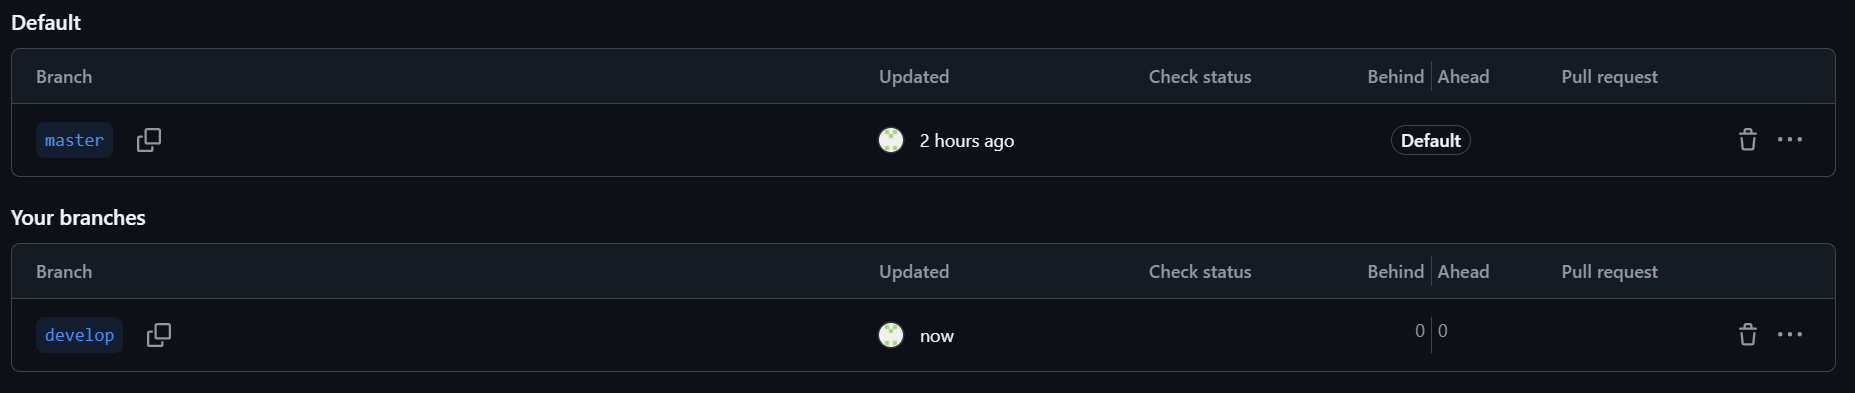 Default
Branch Updated Check status Behind Ahead Pull request
master 2 hours ago Default
Your branches
Branch Updated Check status Behind Ahead Pull request
develop now 0 0